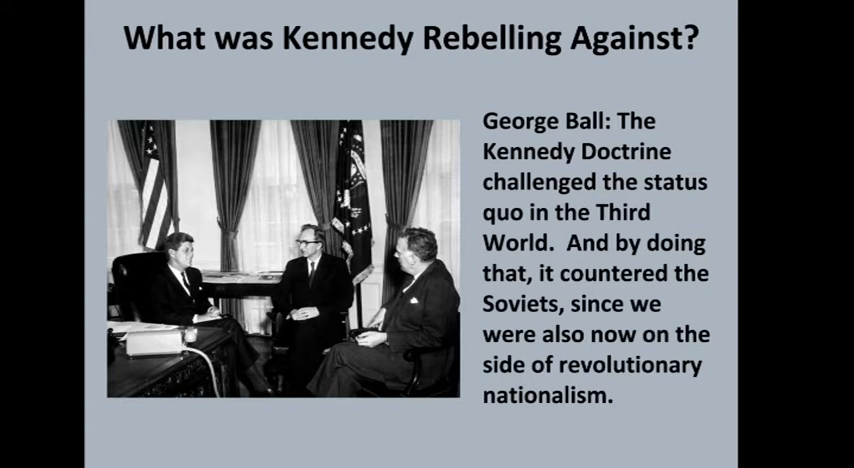 What was Kennedy Rebelling Against?
George Ball: The
Kennedy Doctrine
challenged the status
quo in the Third
World.  And by doing
that, it countered the
Soviets, since we
were also now on the
side of revolutionary
nationalism.